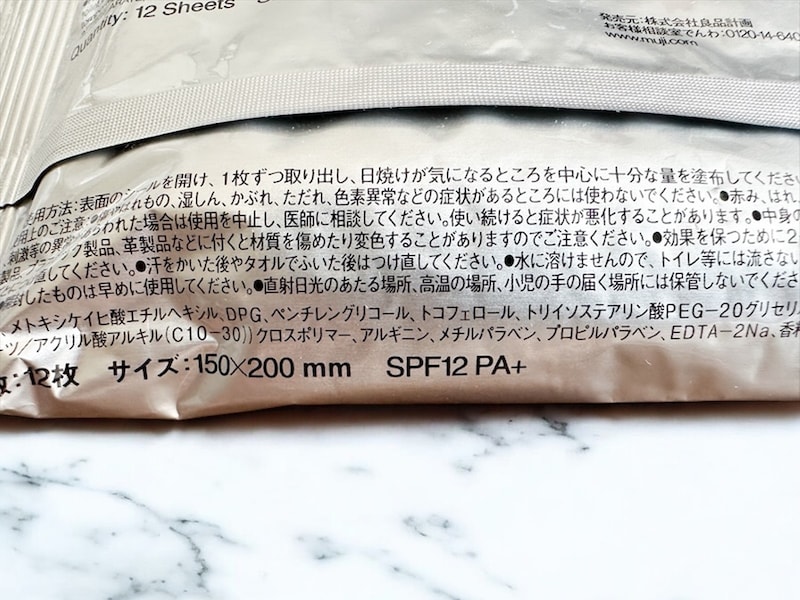 Quantity: 12 Sheets
発売元:株式会社良品計画
お客様相談室でんわ:0120-14-640
www.muji.com
用方法:表面のシールを開け、1枚ずつ取り出し、日焼けが気になるところを中心に十分な量を塗布してくださ
用上のご注意 はれもの、湿しん、かぶれ、ただれ、色素異常などの症状があるところには使わないでください。●赤み、はれ、
刺激等の異 われた場合は使用を中止し、医師に相談してください。使い続けると症状が悪化することがあります。●中身の
ク製品、革製品などに付くと材質を傷めたり変色することがありますのでご注意ください。●効果を保つために2
直してください。●汗をかいた後やタオルでふいた後はつけ直してください。●水に溶けませんので、トイレ等には流さない
封したものは早めに使用してください。●直射日光のあたる場所、高温の場所、小児の手の届く場所には保管しないでくださ
メトキシケイヒ酸エチルヘキシル、DPG、ペンチレングリコール、トコフェロール、トリイソステアリン酸PEG-20グリセリ
ツ/アクリル酸アルキル(C10-30))クロスポリマー、アルギニン、メチルパラベン、プロピルパラベン、EDTA-2Na、香料
数:12枚 サイズ:150×200 mm SPF12 PA+